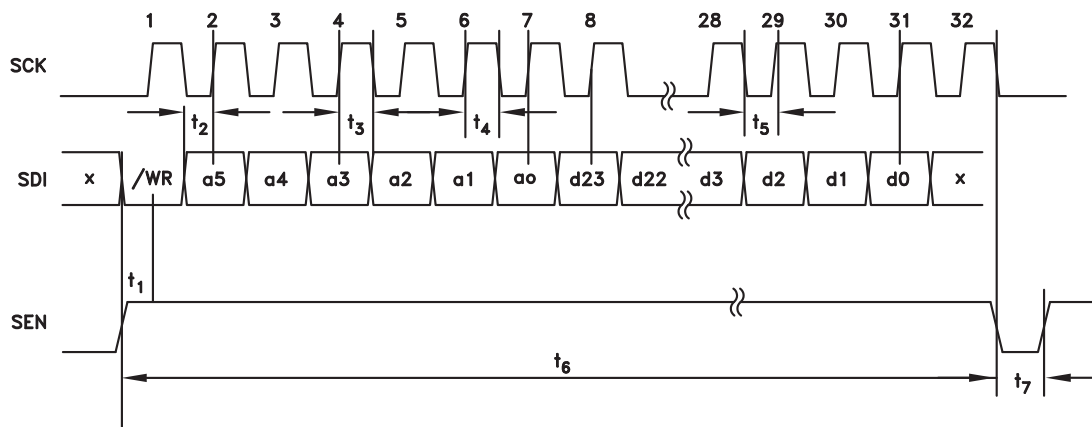 1 2 3 4 5 6 7 8 28 29 30 31 32
SCK
t2 t3 t4 t5
SDI x /WR a5 a4 a3 a2 a1 ao d23 d22 d3 d2 d1 d0 x
t1
SEN
t6 t7